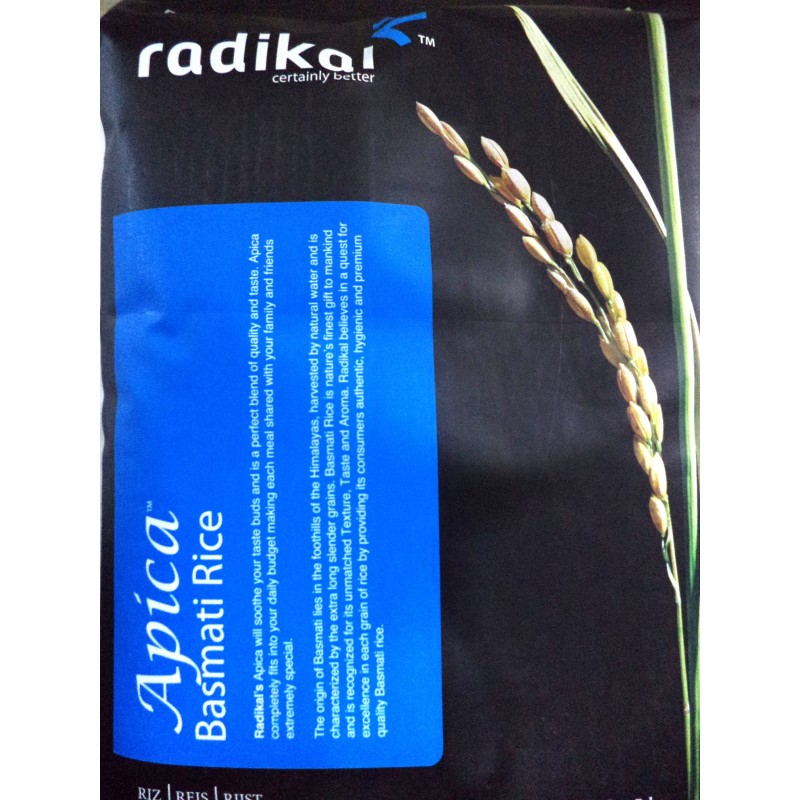 radikal TM
certainly better
Apica™
Basmati Rice
Radikal's Apica will soothe your taste buds and is a perfect blend of quality and taste. Apica
completely fits into your daily budget making each meal shared with your family and friends
extremely special.
The origin of Basmati lies in the foothills of the Himalayas, harvested by natural water and is
characterized by the extra long slender grains. Basmati Rice is nature's finest gift to mankind
and is recognized for its unmatched Texture, Taste and Aroma. Radikal believes in a quest for
excellence in each grain of rice by providing its consumers authentic, hygienic and premium
quality Basmati rice.
RIZ | REIS | RIJST